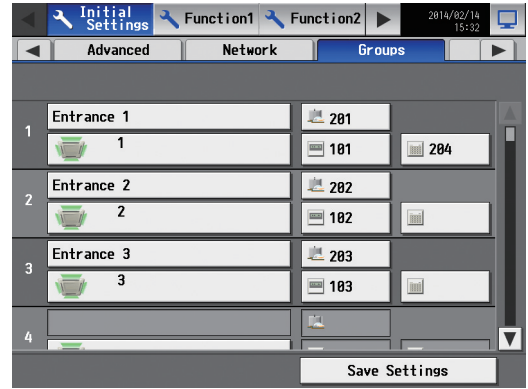 Initial Settings
Function1
Function2
2014/02/14
15:32
Advanced
Network
Groups
1
Entrance 1
201
1
101
204
2
Entrance 2
202
2
102
3
Entrance 3
203
3
103
4
Save Settings